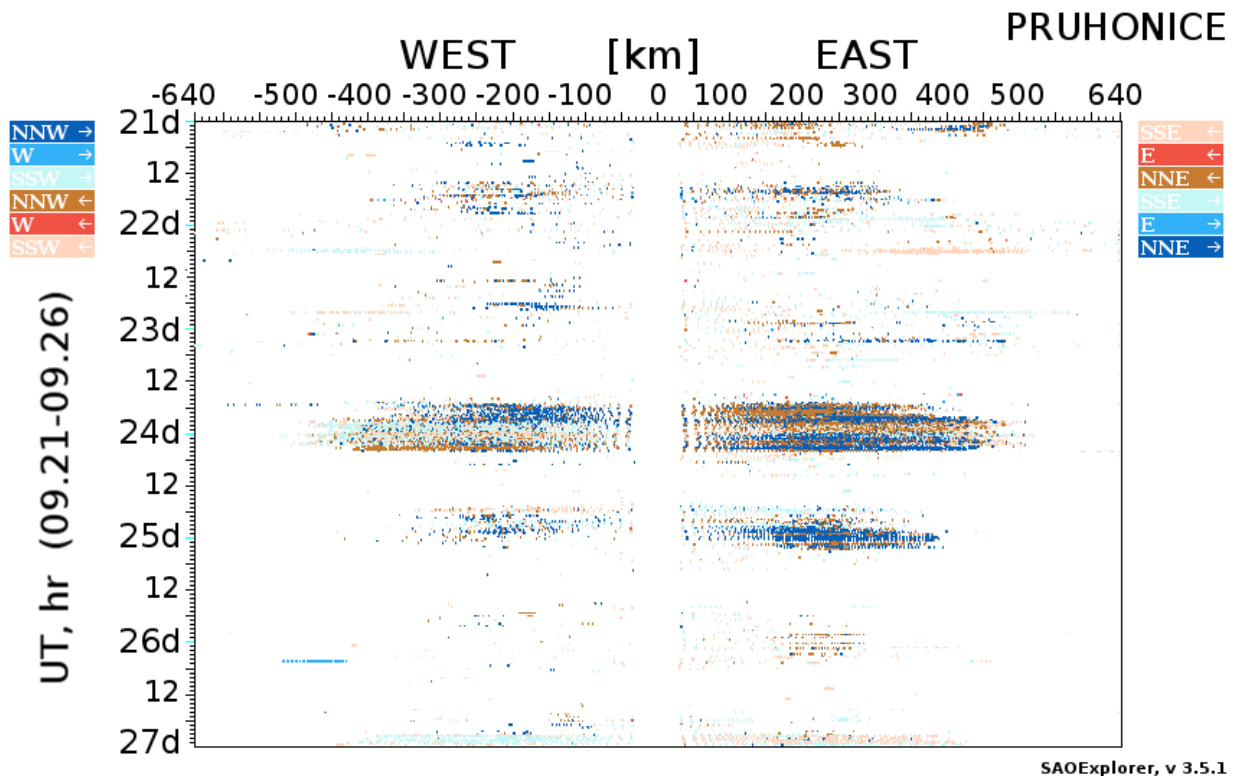 PRUHONICE
WEST [km] EAST
-640 -500 -400 -300 -200 -100 0 100 200 300 400 500 640
NNW →
W →
SSW →
NNW ←
W ←
SSW ←
21d
12
22d
12
23d
12
24d
12
25d
12
26d
12
27d
UT, hr (09.21-09.26)
SSE ←
E ←
NNE ←
SSE →
E →
NNE →
SAOExplorer, v 3.5.1